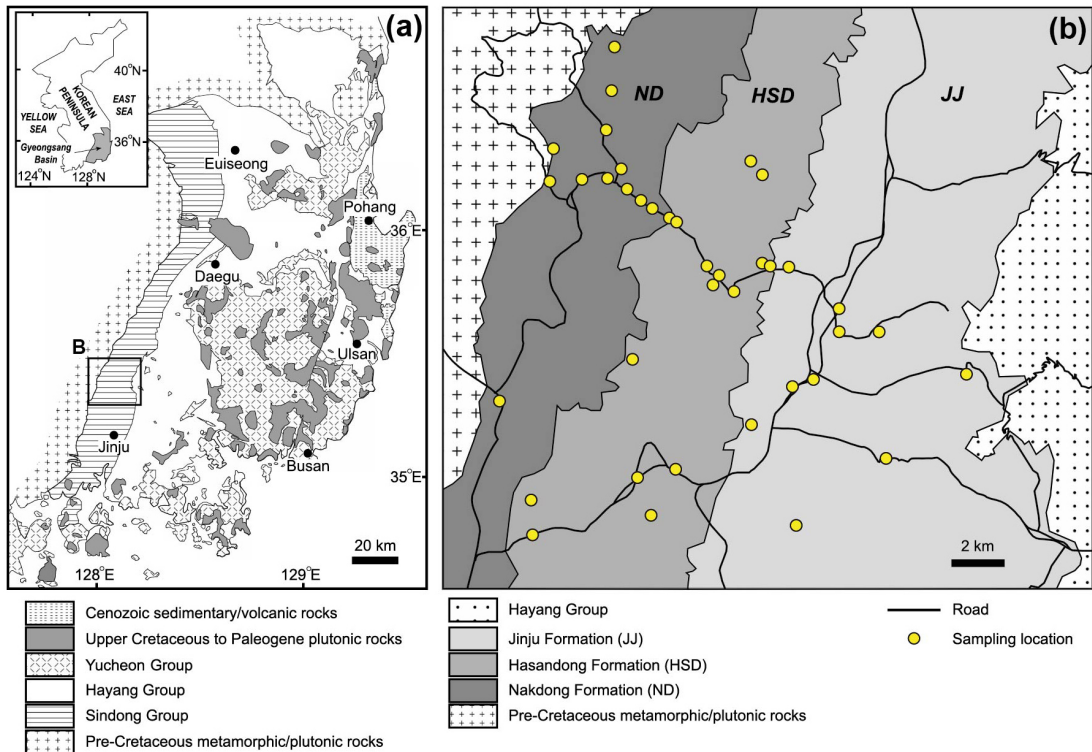 (a)
40°N
KOREAN
PENINSULA
EAST
SEA
YELLOW
SEA
36°N
Gyeongsang
Basin
124°N
128°N
Euiseong
Pohang
36°E
Daegu
Ulsan
B
Jinju
Busan
35°E
20 km
128°E
129°E
Cenozoic sedimentary/volcanic rocks
Upper Cretaceous to Paleogene plutonic rocks
Yucheon Group
Hayang Group
Sindong Group
Pre-Cretaceous metamorphic/plutonic rocks
(b)
ND
HSD
JJ
2 km
Hayang Group
Jinju Formation (JJ)
Hasandong Formation (HSD)
Nakdong Formation (ND)
Pre-Cretaceous metamorphic/plutonic rocks
Road
Sampling location